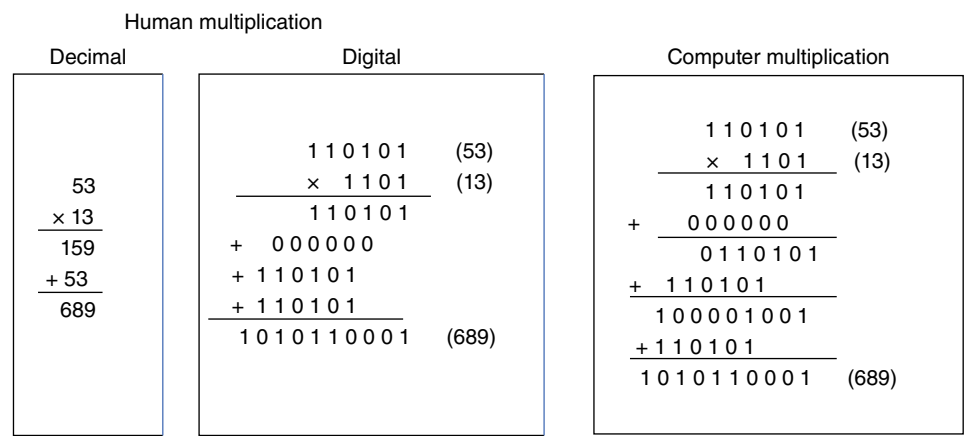 Human multiplication
Decimal
53
× 13
159
+ 53
689
Digital
1 1 0 1 0 1 (53)
× 1 1 0 1 (13)
1 1 0 1 0 1
+ 0 0 0 0 0 0
+ 1 1 0 1 0 1
+ 1 1 0 1 0 1
1 0 1 0 1 1 0 0 0 1 (689)
Computer multiplication
1 1 0 1 0 1 (53)
× 1 1 0 1 (13)
1 1 0 1 0 1
+ 0 0 0 0 0 0
0 1 1 0 1 0 1
+ 1 1 0 1 0 1
1 0 0 0 0 1 0 0 1
+ 1 1 0 1 0 1
1 0 1 0 1 1 0 0 0 1 (689)